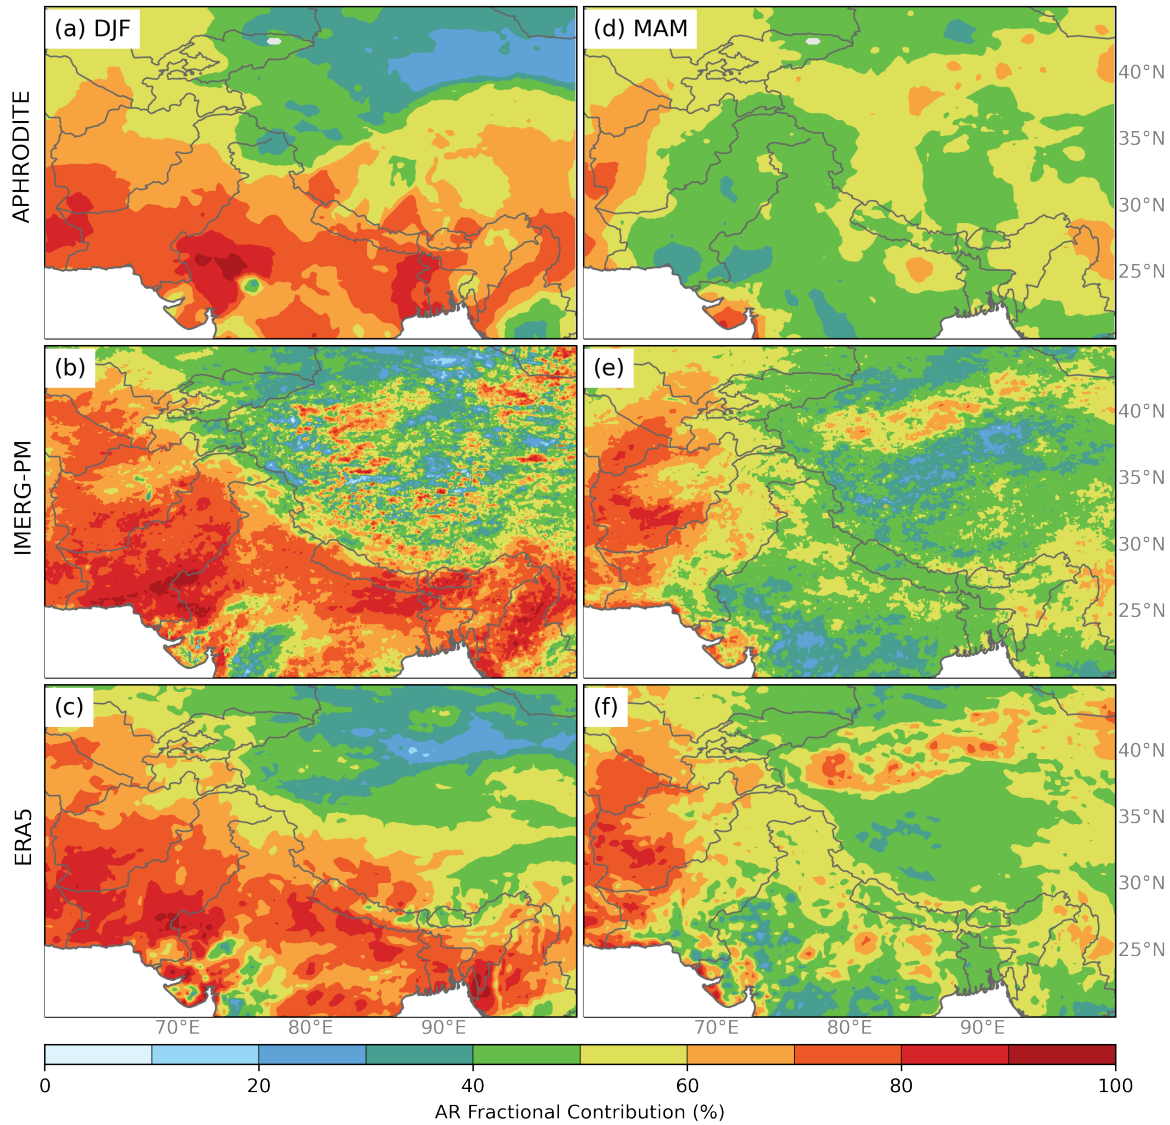 (a) DJF
(d) MAM
APHRODITE
40°N
35°N
30°N
25°N
(b)
(e)
IMERG-PM
40°N
35°N
30°N
25°N
(c)
(f)
ERA5
40°N
35°N
30°N
25°N
70°E 80°E 90°E 70°E 80°E 90°E
0 20 40 60 80 100
AR Fractional Contribution (%)